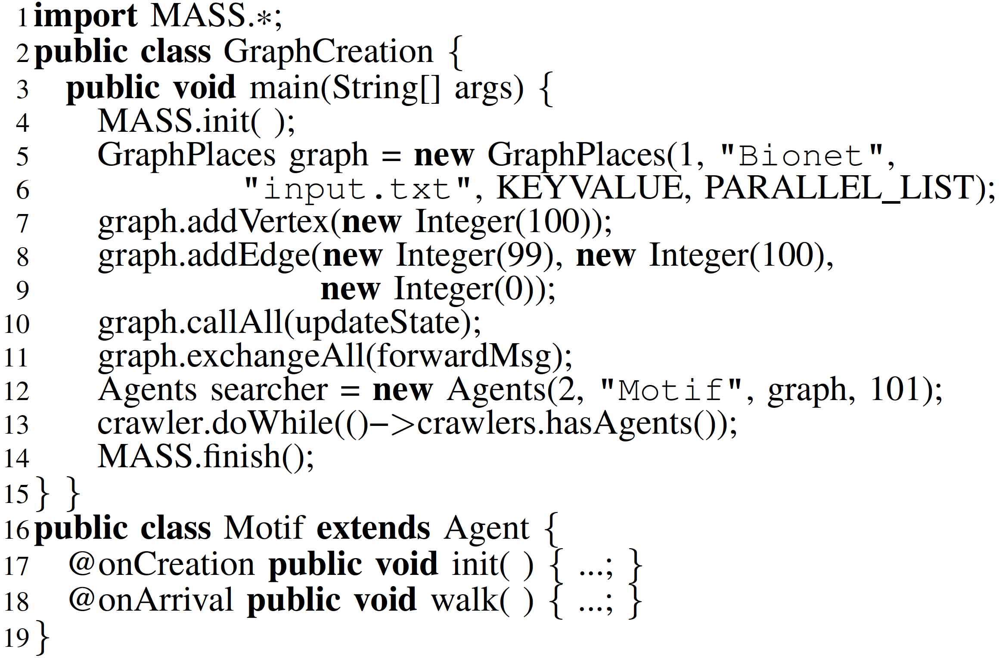 1 import MASS.*;
2 public class GraphCreation {
3 public void main(String[] args) {
4 MASS.init( );
5 GraphPlaces graph = new GraphPlaces(1, "Bionet",
6 "input.txt", KEYVALUE, PARALLEL_LIST);
7 graph.addVertex(new Integer(100));
8 graph.addEdge(new Integer(99), new Integer(100),
9 new Integer(0));
10 graph.callAll(updateState);
11 graph.exchangeAll(forwardMsg);
12 Agents searcher = new Agents(2, "Motif", graph, 101);
13 crawler.doWhile(()->crawlers.hasAgents());
14 MASS.finish();
15 } }
16 public class Motif extends Agent {
17 @onCreation public void init( ) { ...; }
18 @onArrival public void walk( ) { ...; }
19 }